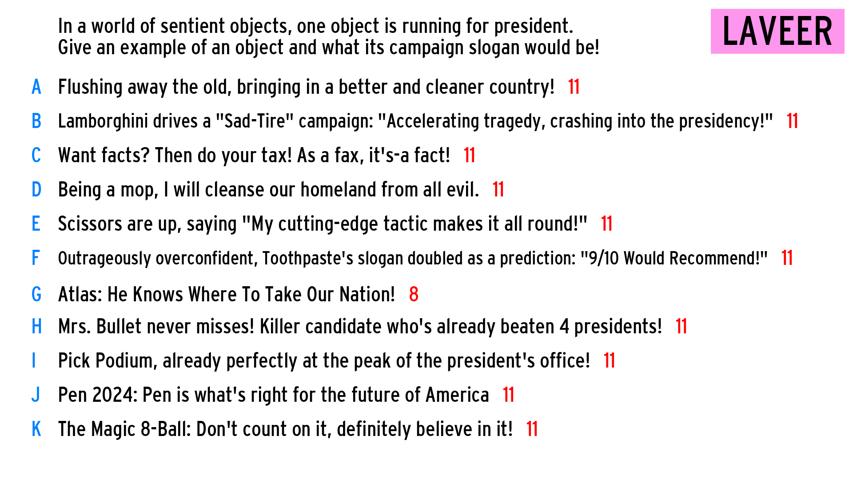 In a world of sentient objects, one object is running for president.
Give an example of an object and what its campaign slogan would be!
LAVEER
A Flushing away the old, bringing in a better and cleaner country! 11
B Lamborghini drives a "Sad-Tire" campaign: "Accelerating tragedy, crashing into the presidency!" 11
C Want facts? Then do your tax! As a fax, it's-a fact! 11
D Being a mop, I will cleanse our homeland from all evil. 11
E Scissors are up, saying "My cutting-edge tactic makes it all round!" 11
F Outrageously overconfident, Toothpaste's slogan doubled as a prediction: "9/10 Would Recommend!" 11
G Atlas: He Knows Where To Take Our Nation! 8
H Mrs. Bullet never misses! Killer candidate who's already beaten 4 presidents! 11
I Pick Podium, already perfectly at the peak of the president's office! 11
J Pen 2024: Pen is what's right for the future of America 11
K The Magic 8-Ball: Don't count on it, definitely believe in it! 11